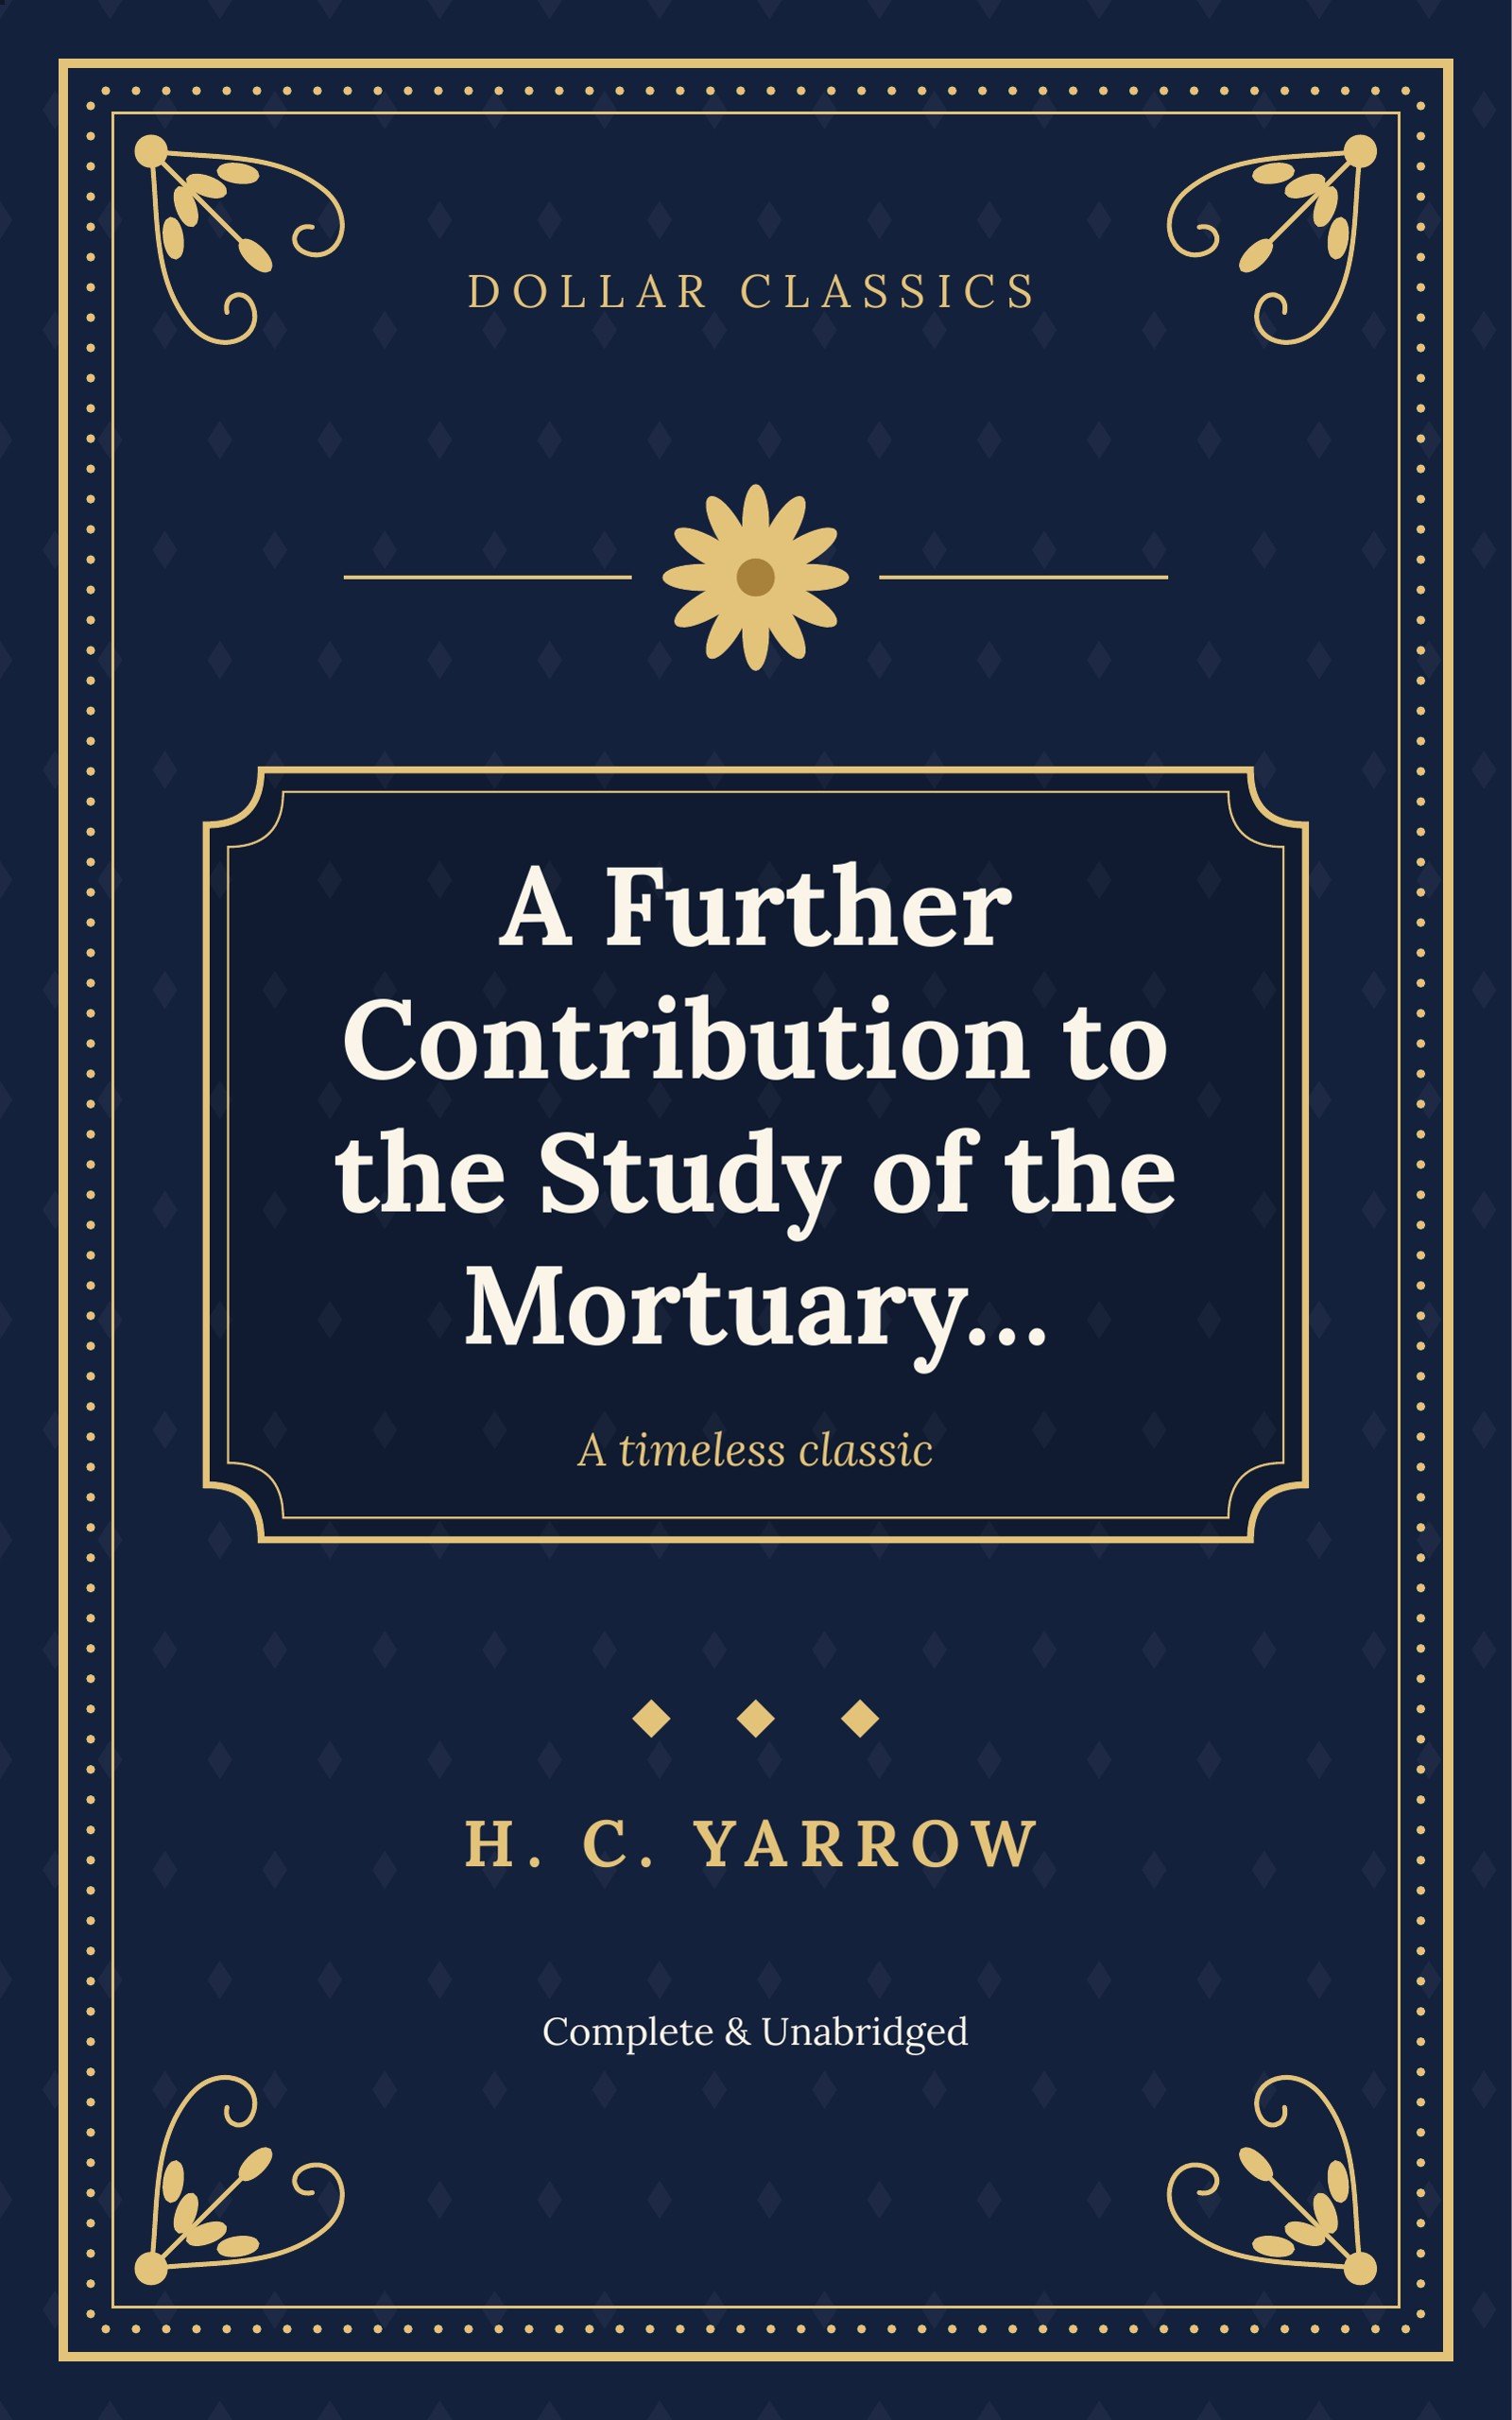 DOLLAR CLASSICS
A Further
Contribution to
the Study of the
Mortuary...
A timeless classic
H. C. YARROW
Complete & Unabridged